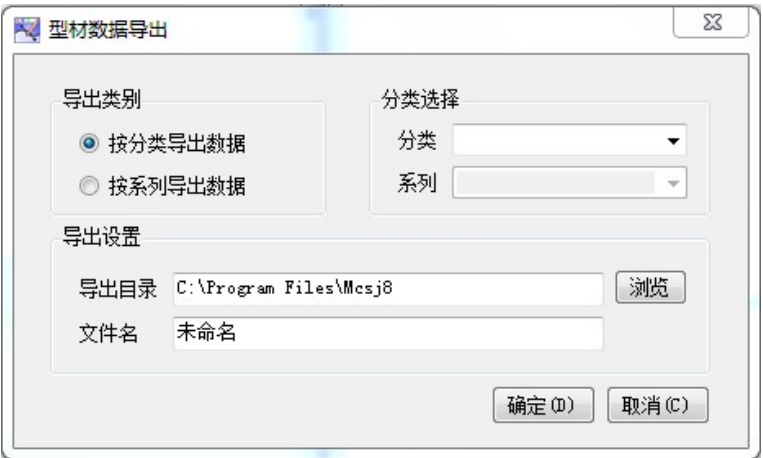 型材数据导出
导出类别
按分类导出数据
按系列导出数据
分类选择
分类
系列
导出设置
导出目录 C:\Program Files\Mcsj8 浏览
文件名 未命名
确定(D) 取消(C)